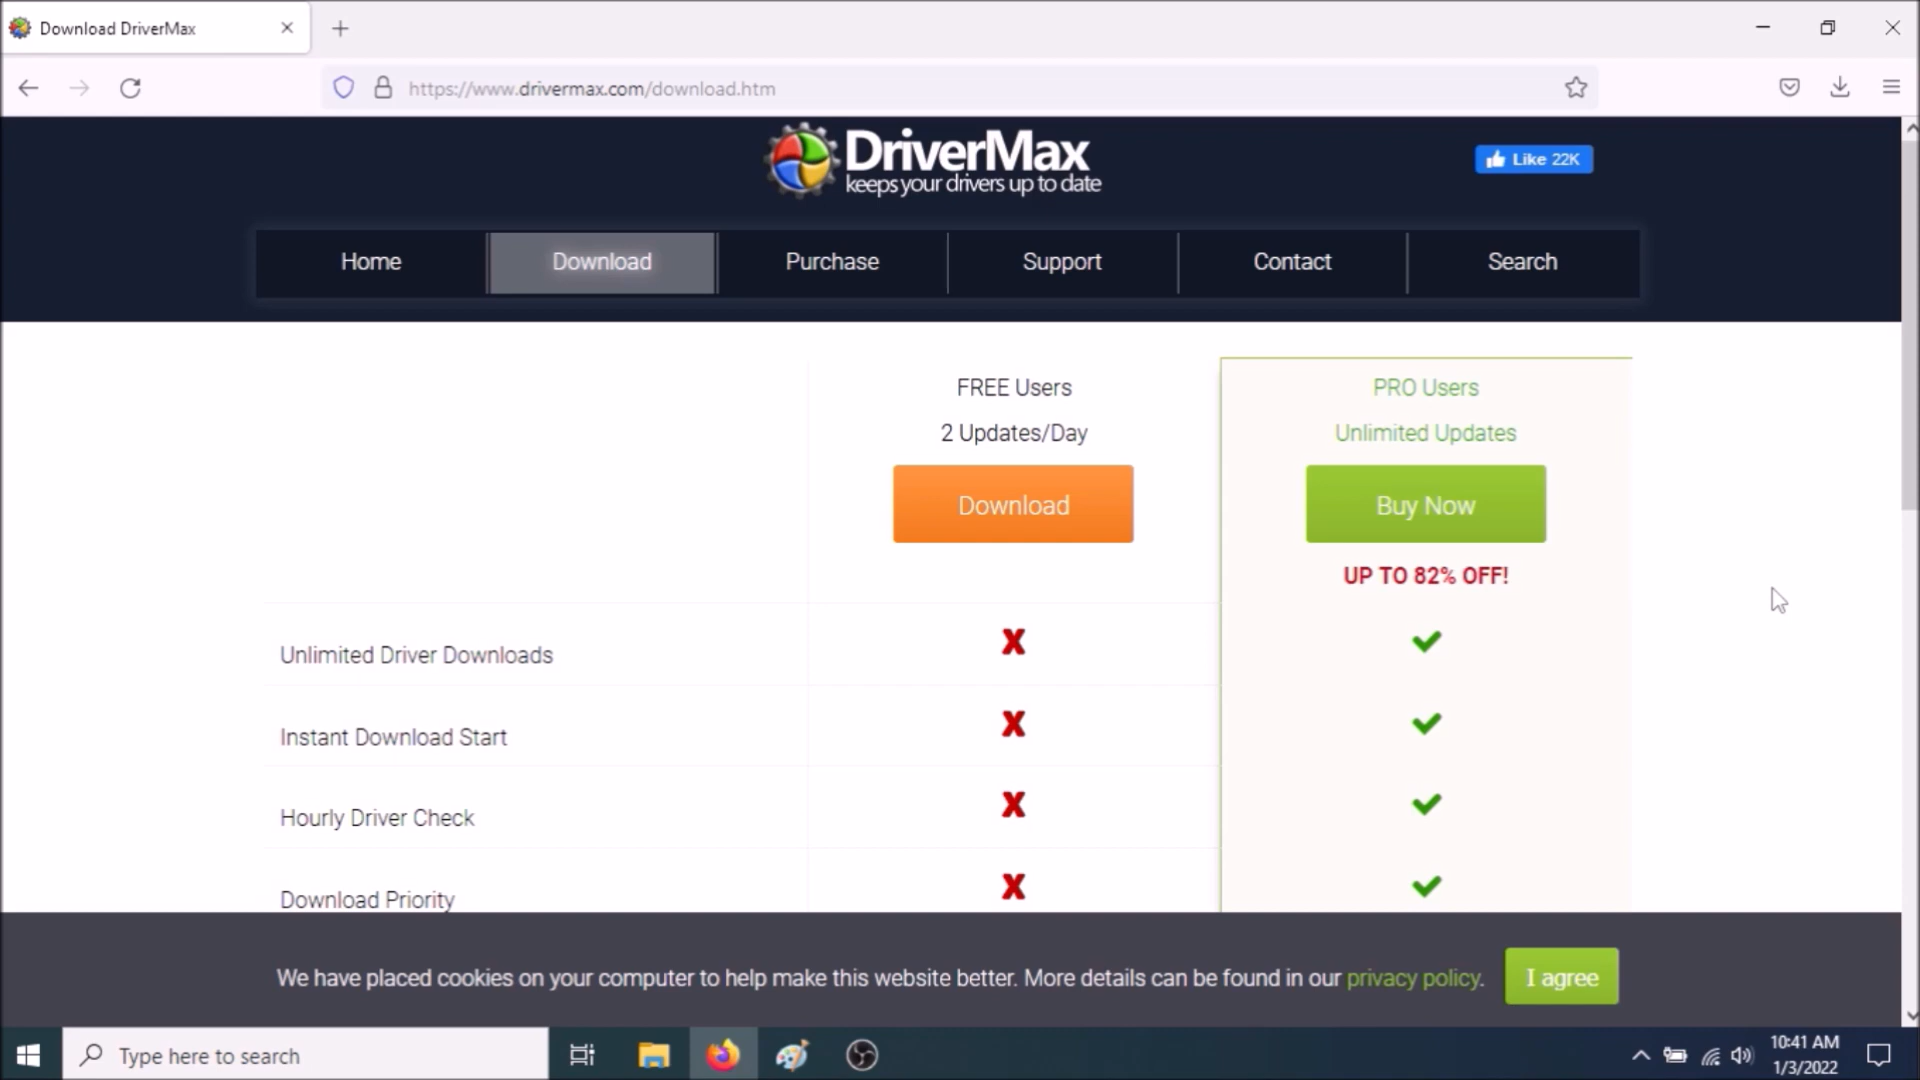 Download DriverMax
https://www.drivermax.com/download.htm
DriverMax
keeps your drivers up to date
Like 22K
Home
Download
Purchase
Support
Contact
Search
FREE Users
2 Updates/Day
Download
PRO Users
Unlimited Updates
Buy Now
UP TO 82% OFF!
Unlimited Driver Downloads
Instant Download Start
Hourly Driver Check
Download Priority
We have placed cookies on your computer to help make this website better. More details can be found in our privacy policy.
I agree
Type here to search
10:41 AM
1/3/2022